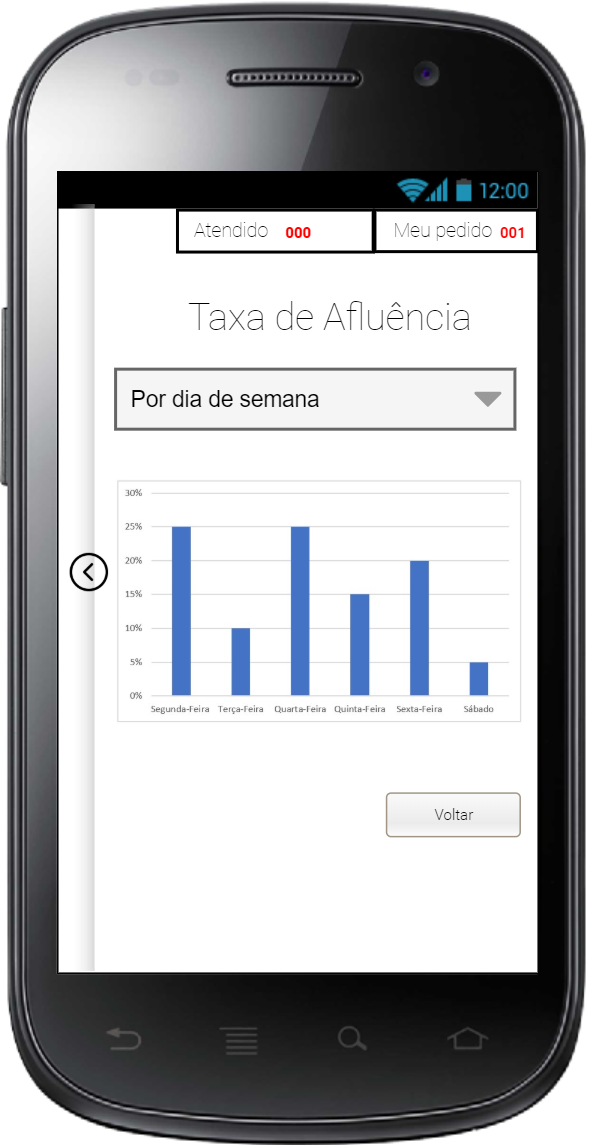 12:00
Atendido 000 Meu pedido 001
Taxa de Afluência
Por dia de semana
30%
25%
20%
15%
10%
5%
0%
Segunda-Feira Terça-Feira Quarta-Feira Quinta-Feira Sexta-Feira Sábado
Voltar